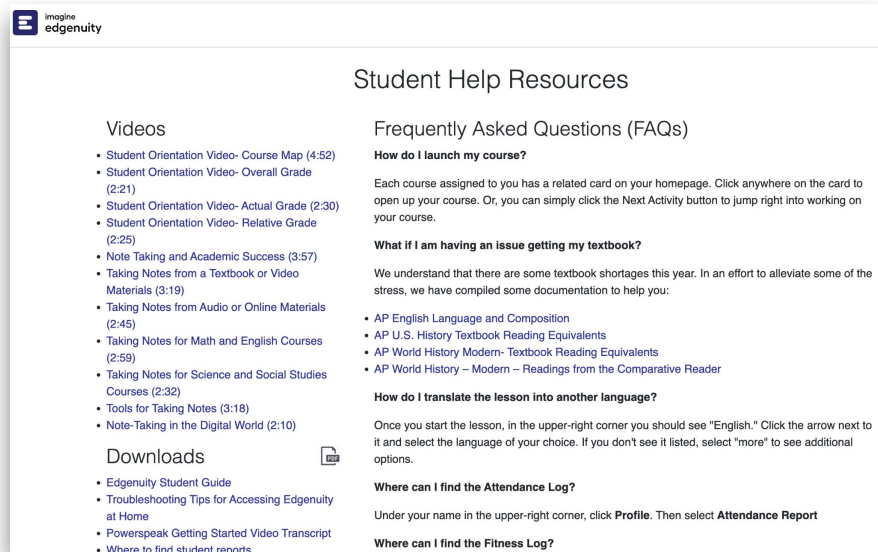 imagine
edgenuity
Student Help Resources
Videos
Student Orientation Video- Course Map (4:52)
Student Orientation Video- Overall Grade
(2:21)
Student Orientation Video- Actual Grade (2:30)
Student Orientation Video- Relative Grade
(2:25)
Note Taking and Academic Success (3:57)
Taking Notes from a Textbook or Video
Materials (3:19)
Taking Notes from Audio or Online Materials
(2:45)
Taking Notes for Math and English Courses
(2:59)
Taking Notes for Science and Social Studies
Courses (2:32)
Tools for Taking Notes (3:18)
Note-Taking in the Digital World (2:10)
Downloads
PDF
Edgenuity Student Guide
Troubleshooting Tips for Accessing Edgenuity
at Home
Powerspeak Getting Started Video Transcript
Where to find student reports
Frequently Asked Questions (FAQs)
How do I launch my course?
Each course assigned to you has a related card on your homepage. Click anywhere on the card to
open up your course. Or, you can simply click the Next Activity button to jump right into working on
your course.
What if I am having an issue getting my textbook?
We understand that there are some textbook shortages this year. In an effort to alleviate some of the
stress, we have compiled some documentation to help you:
AP English Language and Composition
AP U.S. History Textbook Reading Equivalents
AP World History Modern- Textbook Reading Equivalents
AP World History – Modern – Readings from the Comparative Reader
How do I translate the lesson into another language?
Once you start the lesson, in the upper-right corner you should see "English." Click the arrow next to
it and select the language of your choice. If you don't see it listed, select "more" to see additional
options.
Where can I find the Attendance Log?
Under your name in the upper-right corner, click Profile. Then select Attendance Report
Where can I find the Fitness Log?